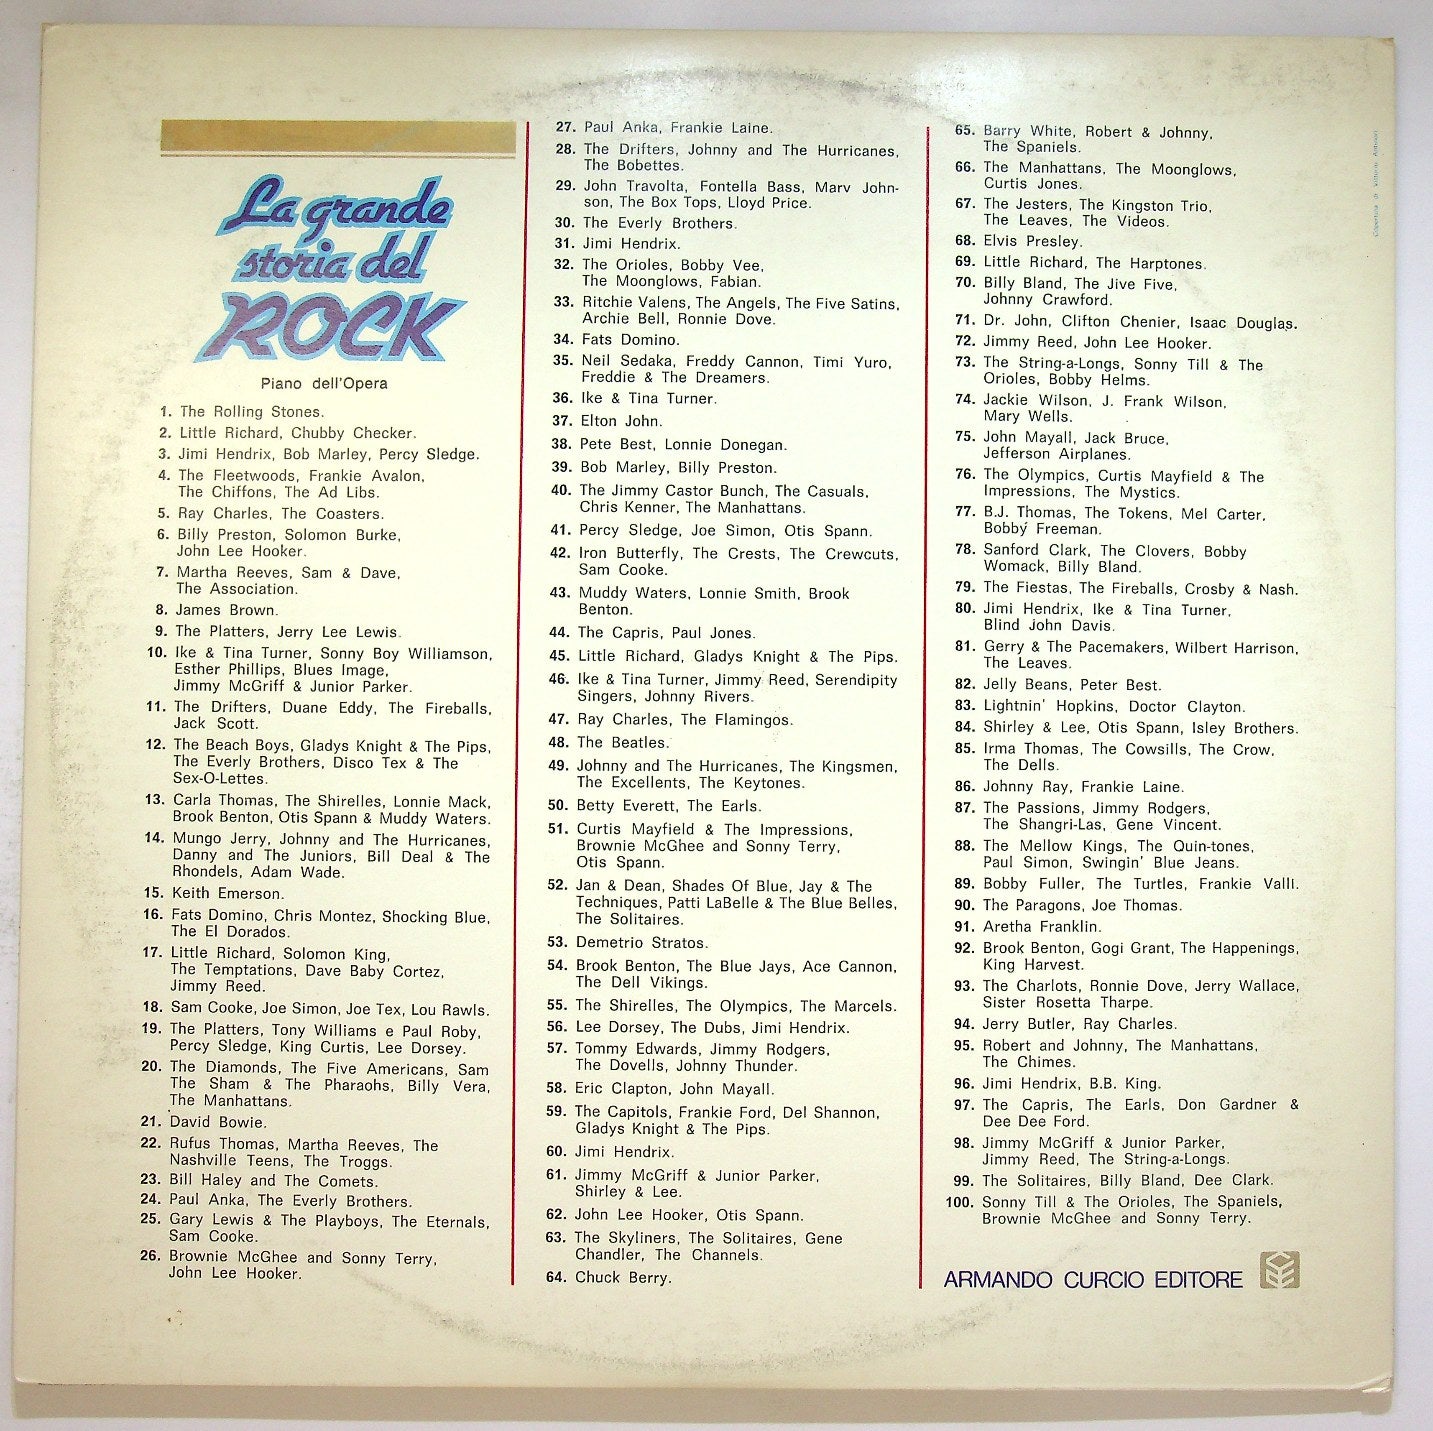 La grande
storia del
ROCK
Piano dell'Opera
1. The Rolling Stones.
2. Little Richard, Chubby Checker.
3. Jimi Hendrix, Bob Marley, Percy Sledge.
4. The Fleetwoods, Frankie Avalon,
The Chiffons, The Ad Libs.
5. Ray Charles, The Coasters.
6. Billy Preston, Solomon Burke,
John Lee Hooker.
7. Martha Reeves, Sam & Dave,
The Association.
8. James Brown.
9. The Platters, Jerry Lee Lewis.
10. Ike & Tina Turner, Sonny Boy Williamson,
Esther Phillips, Blues Image,
Jimmy McGriff & Junior Parker.
11. The Drifters, Duane Eddy, The Fireballs,
Jack Scott.
12. The Beach Boys, Gladys Knight & The Pips,
The Everly Brothers, Disco Tex & The
Sex-O-Lettes.
13. Carla Thomas, The Shirelles, Lonnie Mack,
Brook Benton, Otis Spann & Muddy Waters.
14. Mungo Jerry, Johnny and The Hurricanes,
Danny and The Juniors, Bill Deal & The
Rhondels, Adam Wade.
15. Keith Emerson.
16. Fats Domino, Chris Montez, Shocking Blue,
The El Dorados.
17. Little Richard, Solomon King,
The Temptations, Dave Baby Cortez,
Jimmy Reed.
18. Sam Cooke, Joe Simon, Joe Tex, Lou Rawls.
19. The Platters, Tony Williams e Paul Roby,
Percy Sledge, King Curtis, Lee Dorsey.
20. The Diamonds, The Five Americans, Sam
The Sham & The Pharaohs, Billy Vera,
The Manhattans.
21. David Bowie.
22. Rufus Thomas, Martha Reeves, The
Nashville Teens, The Troggs.
23. Bill Haley and The Comets.
24. Paul Anka, The Everly Brothers.
25. Gary Lewis & The Playboys, The Eternals,
Sam Cooke.
26. Brownie McGhee and Sonny Terry,
John Lee Hooker.
27. Paul Anka, Frankie Laine.
28. The Drifters, Johnny and The Hurricanes,
The Bobettes.
29. John Travolta, Fontella Bass, Marv John-
son, The Box Tops, Lloyd Price.
30. The Everly Brothers.
31. Jimi Hendrix.
32. The Orioles, Bobby Vee,
The Moonglows, Fabian.
33. Ritchie Valens, The Angels, The Five Satins,
Archie Bell, Ronnie Dove.
34. Fats Domino.
35. Neil Sedaka, Freddy Cannon, Timi Yuro,
Freddie & The Dreamers.
36. Ike & Tina Turner.
37. Elton John.
38. Pete Best, Lonnie Donegan.
39. Bob Marley, Billy Preston.
40. The Jimmy Castor Bunch, The Casuals,
Chris Kenner, The Manhattans.
41. Percy Sledge, Joe Simon, Otis Spann.
42. Iron Butterfly, The Crests, The Crewcuts,
Sam Cooke.
43. Muddy Waters, Lonnie Smith, Brook
Benton.
44. The Capris, Paul Jones.
45. Little Richard, Gladys Knight & The Pips.
46. Ike & Tina Turner, Jimmy Reed, Serendipity
Singers, Johnny Rivers.
47. Ray Charles, The Flamingos.
48. The Beatles.
49. Johnny and The Hurricanes, The Kingsmen,
The Excellents, The Keytones.
50. Betty Everett, The Earls.
51. Curtis Mayfield & The Impressions,
Brownie McGhee and Sonny Terry,
Otis Spann.
52. Jan & Dean, Shades Of Blue, Jay & The
Techniques, Patti LaBelle & The Blue Belles,
The Solitaires.
53. Demetrio Stratos.
54. Brook Benton, The Blue Jays, Ace Cannon,
The Dell Vikings.
55. The Shirelles, The Olympics, The Marcels.
56. Lee Dorsey, The Dubs, Jimi Hendrix.
57. Tommy Edwards, Jimmy Rodgers,
The Dovells, Johnny Thunder.
58. Eric Clapton, John Mayall.
59. The Capitols, Frankie Ford, Del Shannon,
Gladys Knight & The Pips.
60. Jimi Hendrix.
61. Jimmy McGriff & Junior Parker,
Shirley & Lee.
62. John Lee Hooker, Otis Spann.
63. The Skyliners, The Solitaires, Gene
Chandler, The Channels.
64. Chuck Berry.
65. Barry White, Robert & Johnny,
The Spaniels.
66. The Manhattans, The Moonglows,
Curtis Jones.
67. The Jesters, The Kingston Trio,
The Leaves, The Videos.
68. Elvis Presley.
69. Little Richard, The Harptones.
70. Billy Bland, The Jive Five,
Johnny Crawford.
71. Dr. John, Clifton Chenier, Isaac Douglas.
72. Jimmy Reed, John Lee Hooker.
73. The String-a-Longs, Sonny Till & The
Orioles, Bobby Helms.
74. Jackie Wilson, J. Frank Wilson,
Mary Wells.
75. John Mayall, Jack Bruce,
Jefferson Airplanes.
76. The Olympics, Curtis Mayfield & The
Impressions, The Mystics.
77. B.J. Thomas, The Tokens, Mel Carter,
Bobby Freeman.
78. Sanford Clark, The Clovers, Bobby
Womack, Billy Bland.
79. The Fiestas, The Fireballs, Crosby & Nash.
80. Jimi Hendrix, Ike & Tina Turner,
Blind John Davis.
81. Gerry & The Pacemakers, Wilbert Harrison,
The Leaves.
82. Jelly Beans, Peter Best.
83. Lightnin' Hopkins, Doctor Clayton.
84. Shirley & Lee, Otis Spann, Isley Brothers.
85. Irma Thomas, The Cowsills, The Crow,
The Dells.
86. Johnny Ray, Frankie Laine.
87. The Passions, Jimmy Rodgers,
The Shangri-Las, Gene Vincent.
88. The Mellow Kings, The Quin-tones,
Paul Simon, Swingin' Blue Jeans.
89. Bobby Fuller, The Turtles, Frankie Valli.
90. The Paragons, Joe Thomas.
91. Aretha Franklin.
92. Brook Benton, Gogi Grant, The Happenings,
King Harvest.
93. The Charlots, Ronnie Dove, Jerry Wallace,
Sister Rosetta Tharpe.
94. Jerry Butler, Ray Charles.
95. Robert and Johnny, The Manhattans,
The Chimes.
96. Jimi Hendrix, B.B. King.
97. The Capris, The Earls, Don Gardner &
Dee Dee Ford.
98. Jimmy McGriff & Junior Parker,
Jimmy Reed, The String-a-Longs.
99. The Solitaires, Billy Bland, Dee Clark.
100. Sonny Till & The Orioles, The Spaniels,
Brownie McGhee and Sonny Terry.
ARMANDO CURCIO EDITORE
Copertina di Vittorio